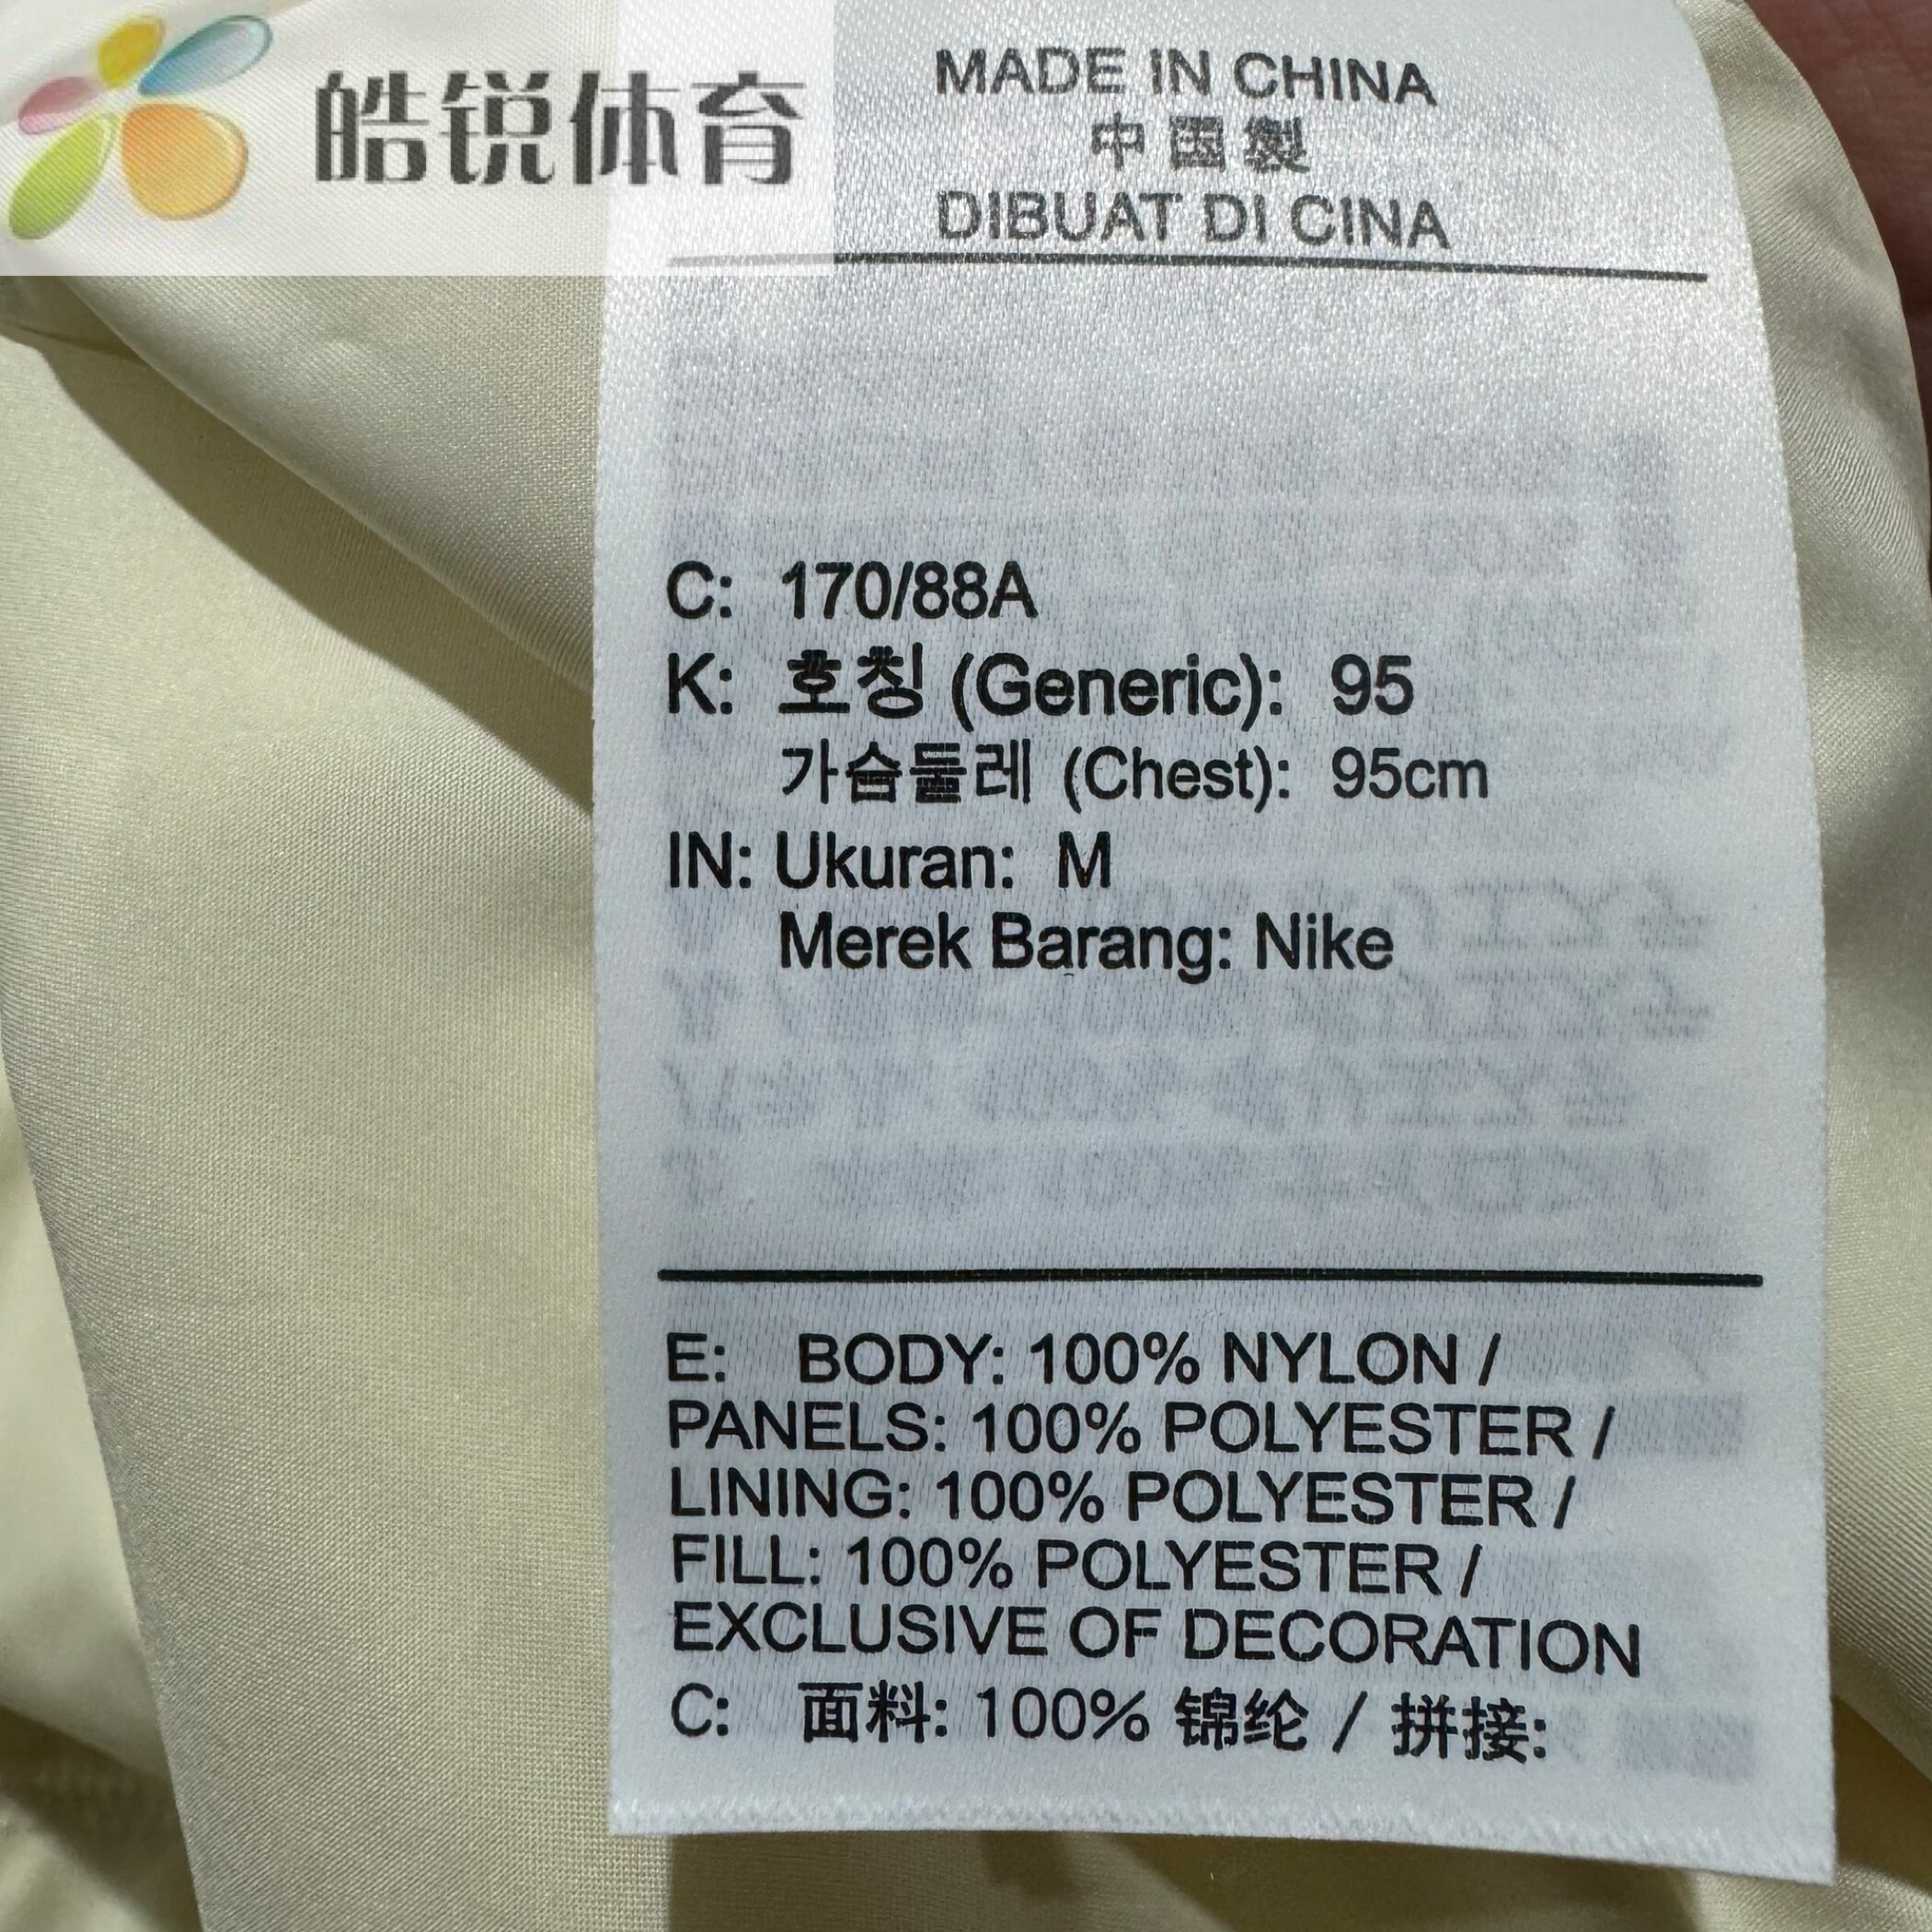 皓锐体育
MADE IN CHINA
中国製
DIBUAT DI CINA
C: 170/88A
K: 호칭 (Generic): 95
가슴둘레 (Chest): 95cm
IN: Ukuran: M
Merek Barang: Nike
E: BODY: 100% NYLON /
PANELS: 100% POLYESTER /
LINING: 100% POLYESTER /
FILL: 100% POLYESTER /
EXCLUSIVE OF DECORATION
C: 面料: 100% 锦纶 / 拼接: